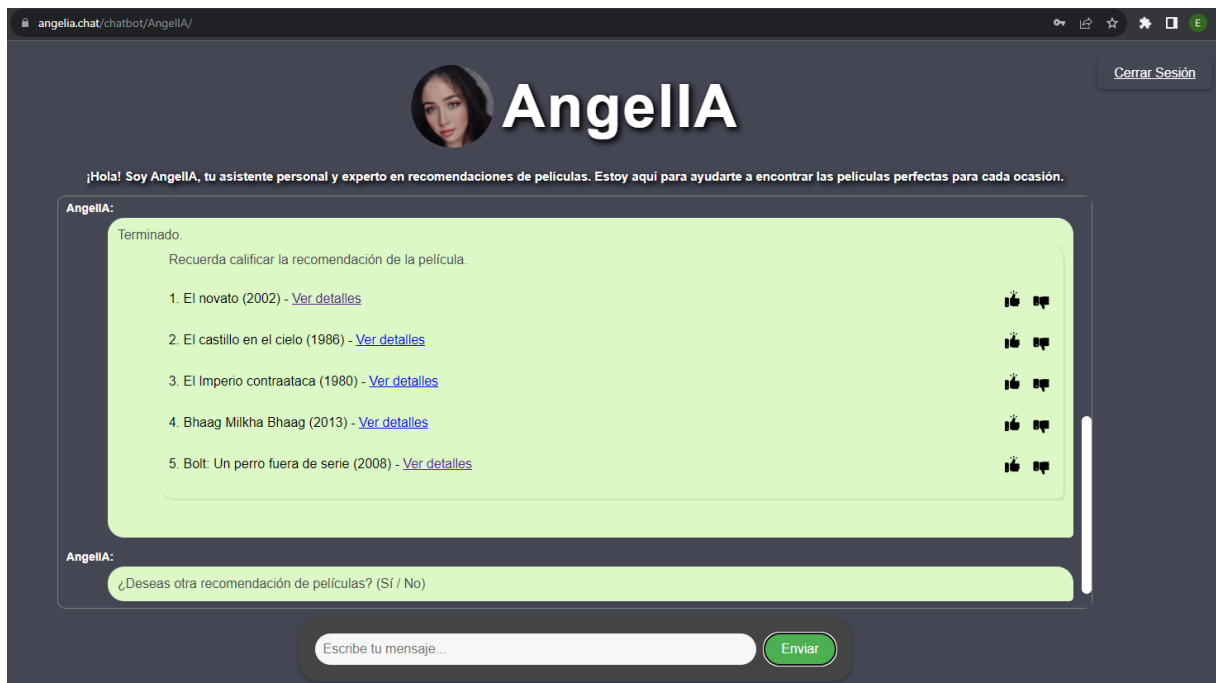 angelia.chat/chatbot/AngelIA/
E
Cerrar Sesión
AngelIA
¡Hola! Soy AngelIA, tu asistente personal y experto en recomendaciones de películas. Estoy aquí para ayudarte a encontrar las películas perfectas para cada ocasión.
AngelIA:
Terminado.
Recuerda calificar la recomendación de la película.
1. El novato (2002) - Ver detalles
2. El castillo en el cielo (1986) - Ver detalles
3. El Imperio contraataca (1980) - Ver detalles
4. Bhaag Milkha Bhaag (2013) - Ver detalles
5. Bolt: Un perro fuera de serie (2008) - Ver detalles
AngelIA:
¿Deseas otra recomendación de películas? (Sí / No)
Escribe tu mensaje...
Enviar